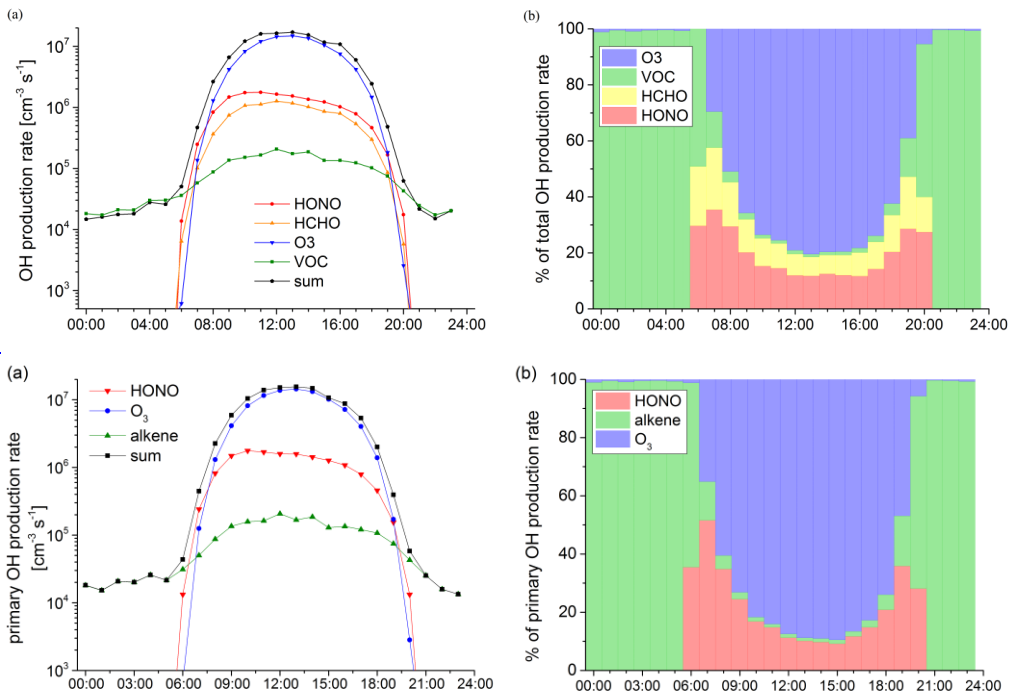 (a)
OH production rate [cm⁻³ s⁻¹]
10⁷
10⁶
10⁵
10⁴
10³
HONO
HCHO
O3
VOC
sum
00:00 04:00 08:00 12:00 16:00 20:00 24:00
(b)
% of total OH production rate
100
80
60
40
20
0
O3
VOC
HCHO
HONO
00:00 04:00 08:00 12:00 16:00 20:00 24:00
(a)
primary OH production rate
[cm⁻³ s⁻¹]
10⁷
10⁶
10⁵
10⁴
10³
HONO
O₃
alkene
sum
00:00 03:00 06:00 09:00 12:00 15:00 18:00 21:00 24:00
(b)
% of primary OH production rate
100
80
60
40
20
0
HONO
alkene
O₃
00:00 03:00 06:00 09:00 12:00 15:00 18:00 21:00 24:00